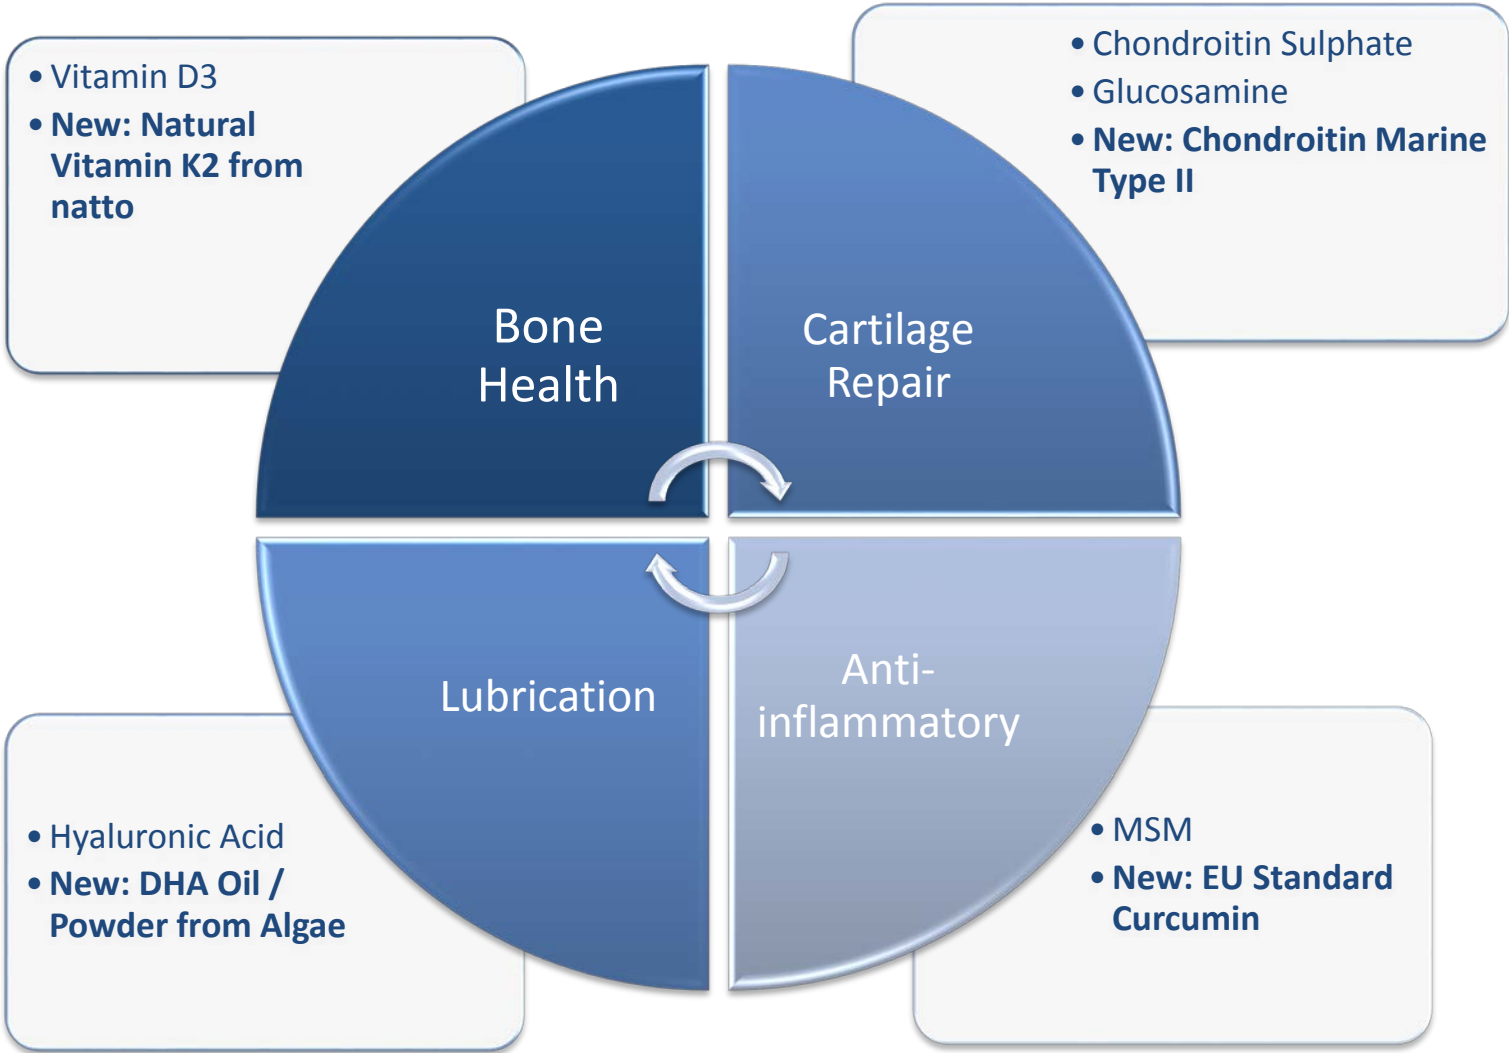 • Vitamin D3
• New: Natural
Vitamin K2 from
natto
• Chondroitin Sulphate
• Glucosamine
• New: Chondroitin Marine
Type II
Bone
Health
Cartilage
Repair
Lubrication
Anti-
inflammatory
• Hyaluronic Acid
• New: DHA Oil /
Powder from Algae
• MSM
• New: EU Standard
Curcumin